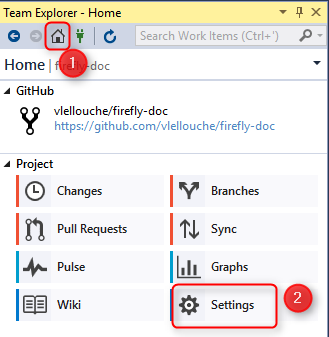 Team Explorer - Home
Search Work Items (Ctrl+')
1
Home | firefly-doc
GitHub
vlellouche/firefly-doc
https://github.com/vlellouche/firefly-doc
Project
Changes
Branches
Pull Requests
Sync
Pulse
Graphs
Wiki
Settings
2